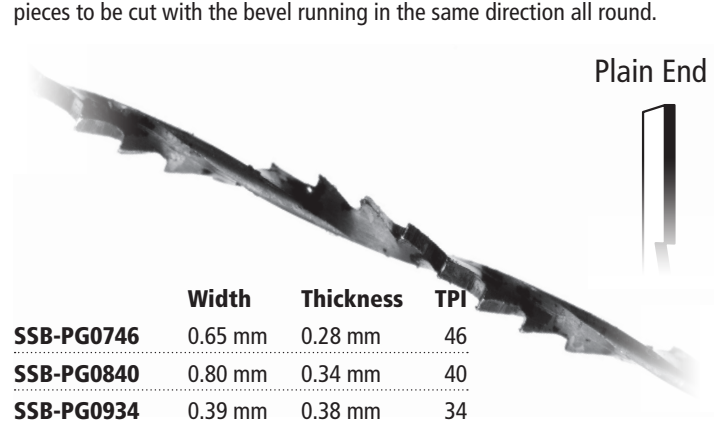 pieces to be cut with the bevel running in the same direction all round.
Plain End
Width Thickness TPI
SSB-PG0746 0.65 mm 0.28 mm 46
SSB-PG0840 0.80 mm 0.34 mm 40
SSB-PG0934 0.39 mm 0.38 mm 34